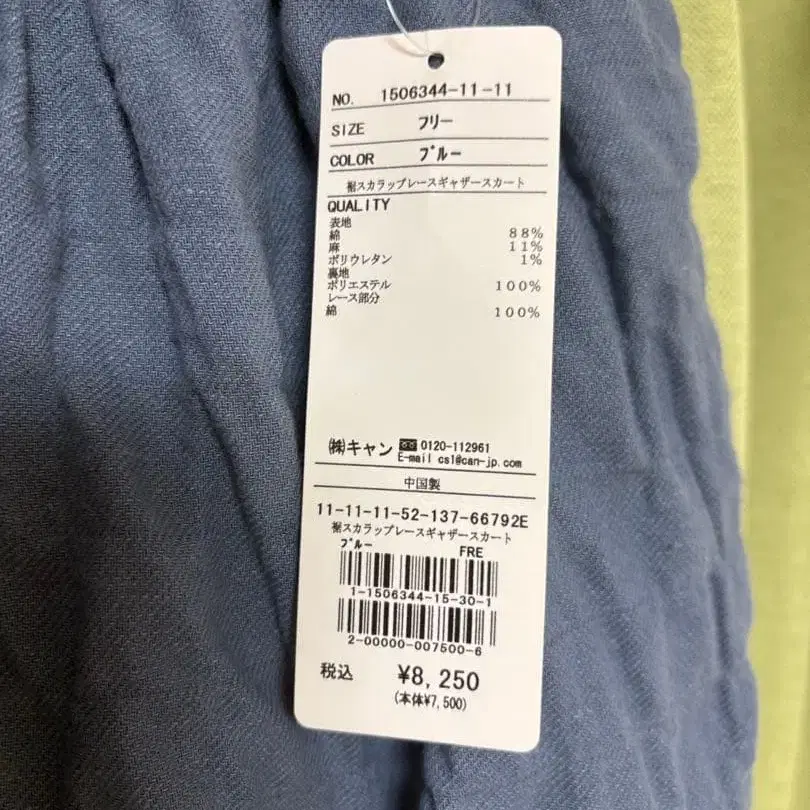 NO. 1506344-11-11
SIZE フリー
COLOR ブルー
裾スカラップレースギャザースカート
QUALITY
表地
綿 88%
麻 11%
ポリウレタン 1%
裏地
ポリエステル 100%
レース部分
綿 100%
㈱キャン 0120-112961
E-mail cs1@can-jp.com
中国製
11-11-11-52-137-66792E
裾スカラップレースギャザースカート
ブルー FRE
1-1506344-15-30-1
2-00000-007500-6
税込 ¥8,250
(本体¥7,500)